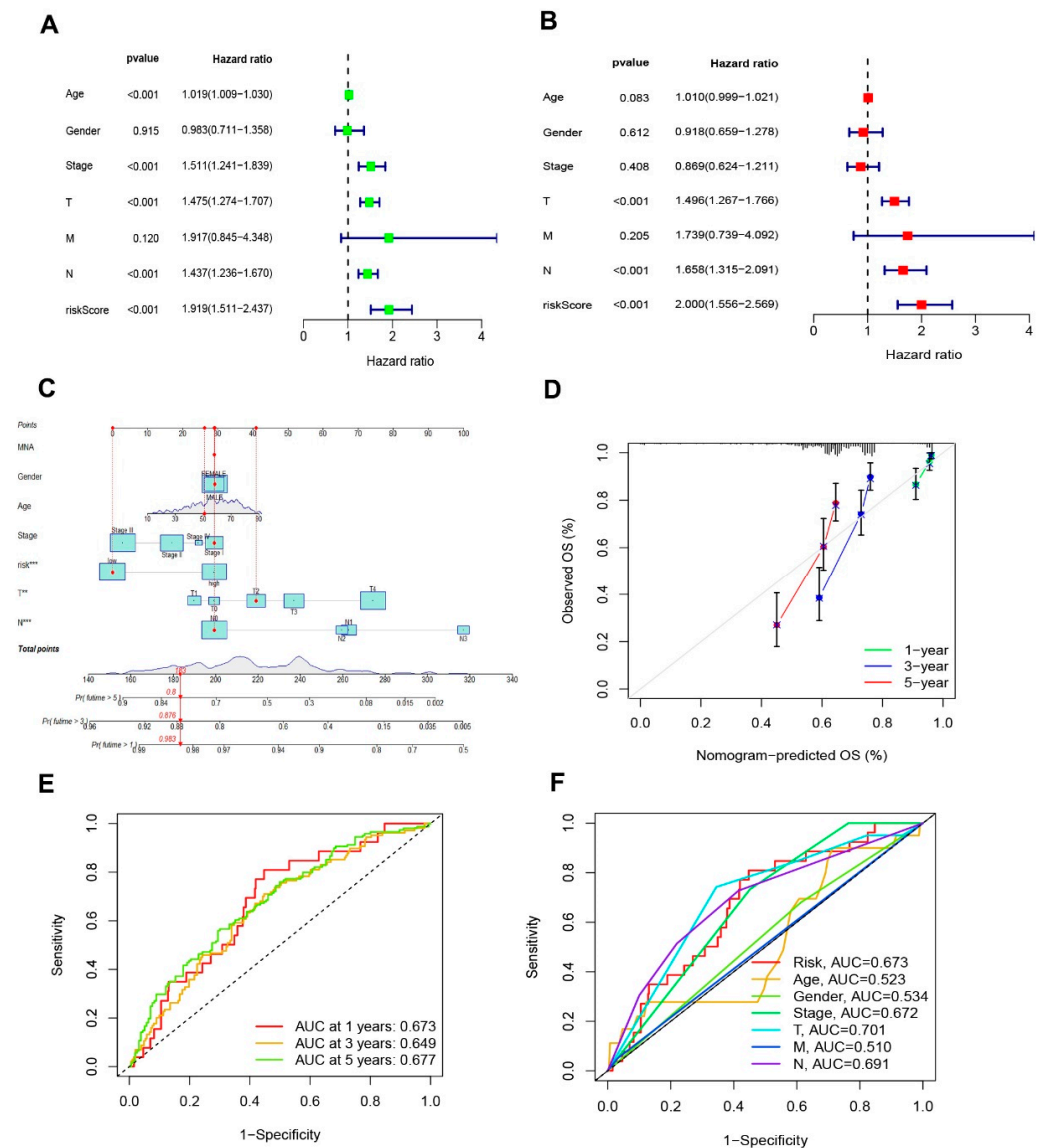 A
pvalue Hazard ratio
Age <0.001 1.019(1.009−1.030)
Gender 0.915 0.983(0.711−1.358)
Stage <0.001 1.511(1.241−1.839)
T <0.001 1.475(1.274−1.707)
M 0.120 1.917(0.845−4.348)
N <0.001 1.437(1.236−1.670)
riskScore <0.001 1.919(1.511−2.437)
0 1 2 3 4
Hazard ratio
B
pvalue Hazard ratio
Age 0.083 1.010(0.999−1.021)
Gender 0.612 0.918(0.659−1.278)
Stage 0.408 0.869(0.624−1.211)
T <0.001 1.496(1.267−1.766)
M 0.205 1.739(0.739−4.092)
N <0.001 1.658(1.315−2.091)
riskScore <0.001 2.000(1.556−2.569)
0 1 2 3 4
Hazard ratio
C
Points
0 10 20 30 40 50 60 70 80 90 100
MNA
Gender
FEMALE
MALE
Age
10 20 30 40 50 60 70 80 90
Stage
Stage III Stage IV
Stage II Stage I
risk***
low high
T**
T1 T2 T4
T0 T3
N***
N0 N1
N2 N3
Total points
140 160 180 200 220 240 260 280 300 320 340
183
0.8
Pr( futime > 5 )
0.9 0.84 0.7 0.5 0.3 0.08 0.015 0.002
0.876
Pr( futime > 3 )
0.96 0.92 0.88 0.8 0.6 0.4 0.15 0.035 0.005
0.983
Pr( futime > 1 )
0.99 0.98 0.97 0.94 0.9 0.8 0.7 0.5
D
Observed OS (%)
0.0 0.2 0.4 0.6 0.8 1.0
1-year
3-year
5-year
0.0 0.2 0.4 0.6 0.8 1.0
Nomogram-predicted OS (%)
E
Sensitivity
0.0 0.2 0.4 0.6 0.8 1.0
AUC at 1 years: 0.673
AUC at 3 years: 0.649
AUC at 5 years: 0.677
0.0 0.2 0.4 0.6 0.8 1.0
1-Specificity
F
Sensitivity
0.0 0.2 0.4 0.6 0.8 1.0
Risk, AUC=0.673
Age, AUC=0.523
Gender, AUC=0.534
Stage, AUC=0.672
T, AUC=0.701
M, AUC=0.510
N, AUC=0.691
0.0 0.2 0.4 0.6 0.8 1.0
1-Specificity